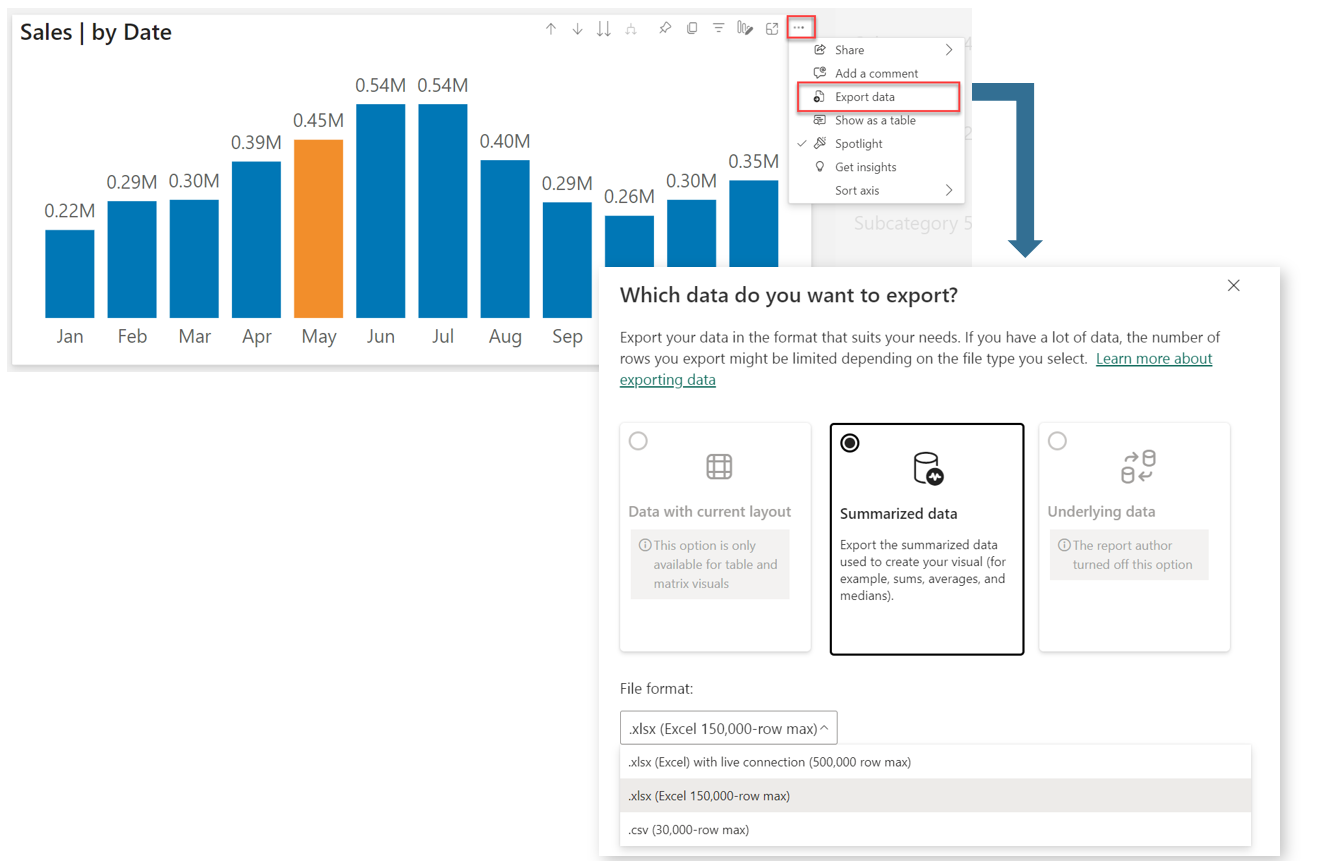 Sales | by Date
Share
Add a comment
Export data
Show as a table
Spotlight
Get insights
Sort axis
0.22M
0.29M
0.30M
0.39M
0.45M
0.54M
0.54M
0.40M
0.29M
0.26M
0.30M
0.35M
Jan
Feb
Mar
Apr
May
Jun
Jul
Aug
Sep
Subcategory 5
Which data do you want to export?
Export your data in the format that suits your needs. If you have a lot of data, the number of
rows you export might be limited depending on the file type you select. Learn more about
exporting data
Data with current layout
This option is only
available for table and
matrix visuals
Summarized data
Export the summarized data
used to create your visual (for
example, sums, averages, and
medians).
Underlying data
The report author
turned off this option
File format:
.xlsx (Excel 150,000-row max)
.xlsx (Excel) with live connection (500,000 row max)
.xlsx (Excel 150,000-row max)
.csv (30,000-row max)